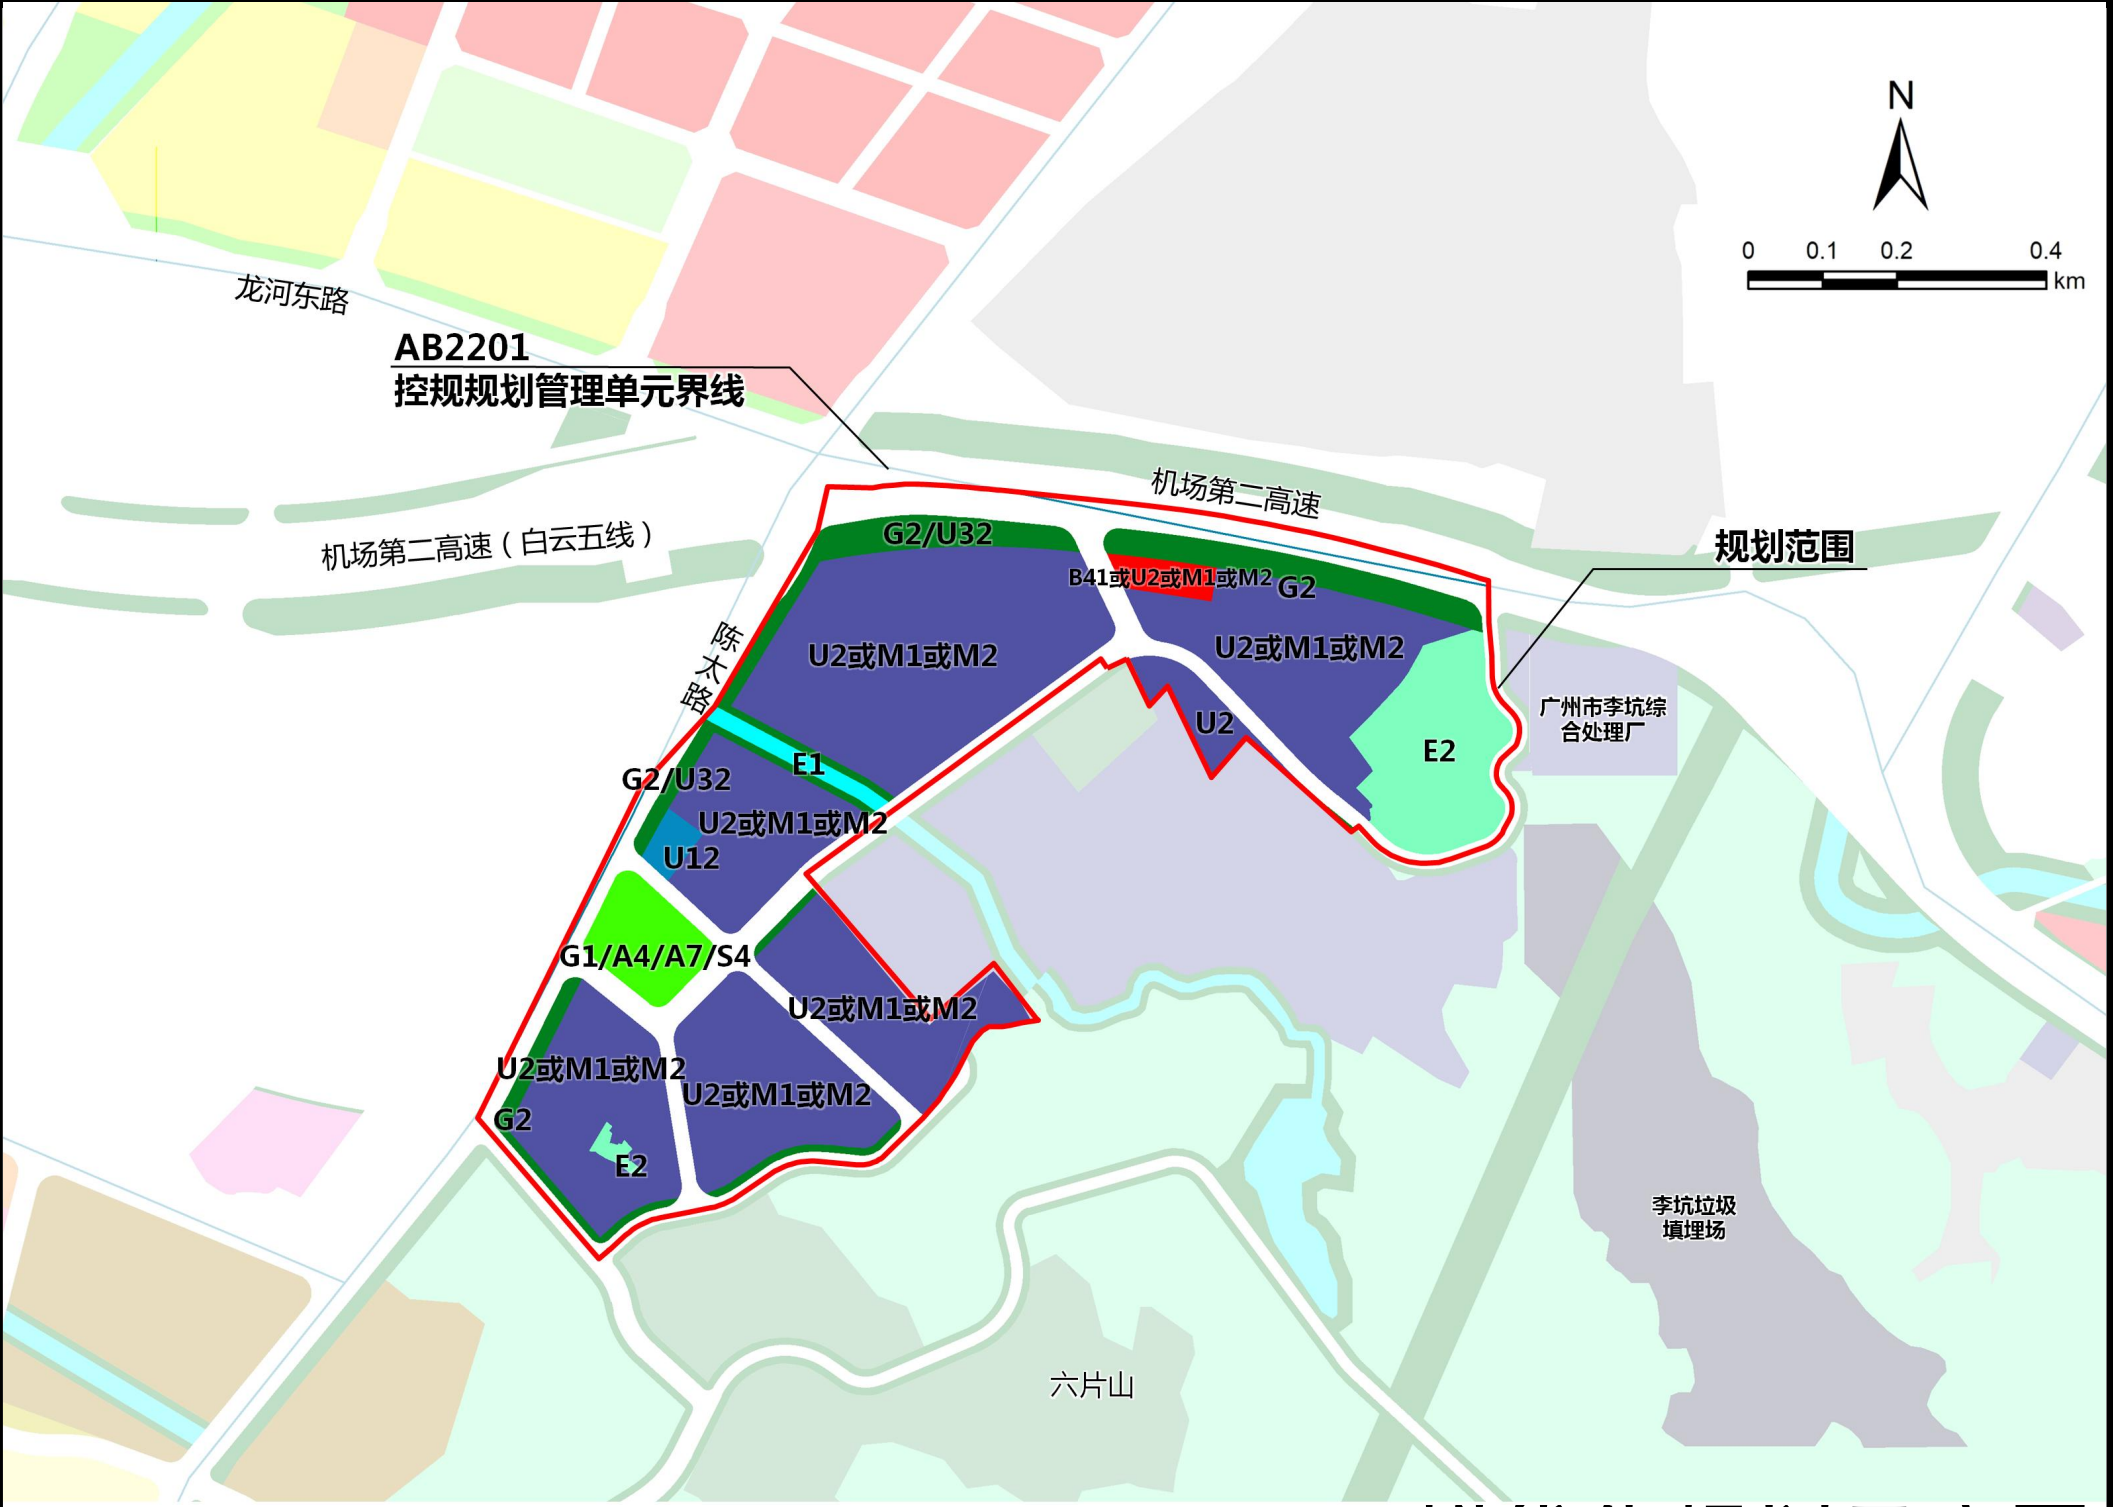 N
0 0.1 0.2 0.4
km
龙河东路
AB2201
控规规划管理单元界线
机场第二高速
机场第二高速（白云五线）
规划范围
G2/U32
B41或U2或M1或M2
G2
陈太路
U2或M1或M2
U2或M1或M2
广州市李坑综
合处理厂
U2
E2
E1
G2/U32
U2或M1或M2
U12
G1/A4/A7/S4
U2或M1或M2
U2或M1或M2
U2或M1或M2
G2
E2
李坑垃圾
填埋场
六片山